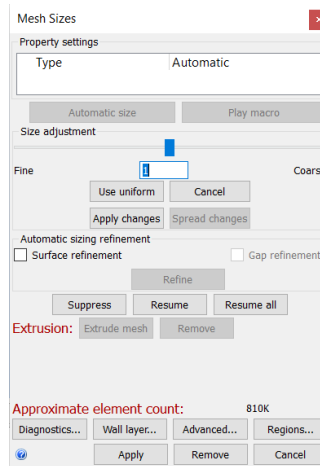 Mesh Sizes
Property settings
Type Automatic
Automatic size Play macro
Size adjustment
Fine 1 Coars
Use uniform Cancel
Apply changes Spread changes
Automatic sizing refinement
Surface refinement Gap refinement
Refine
Suppress Resume Resume all
Extrusion: Extrude mesh Remove
Approximate element count: 810K
Diagnostics... Wall layer... Advanced... Regions...
Apply Remove Cancel